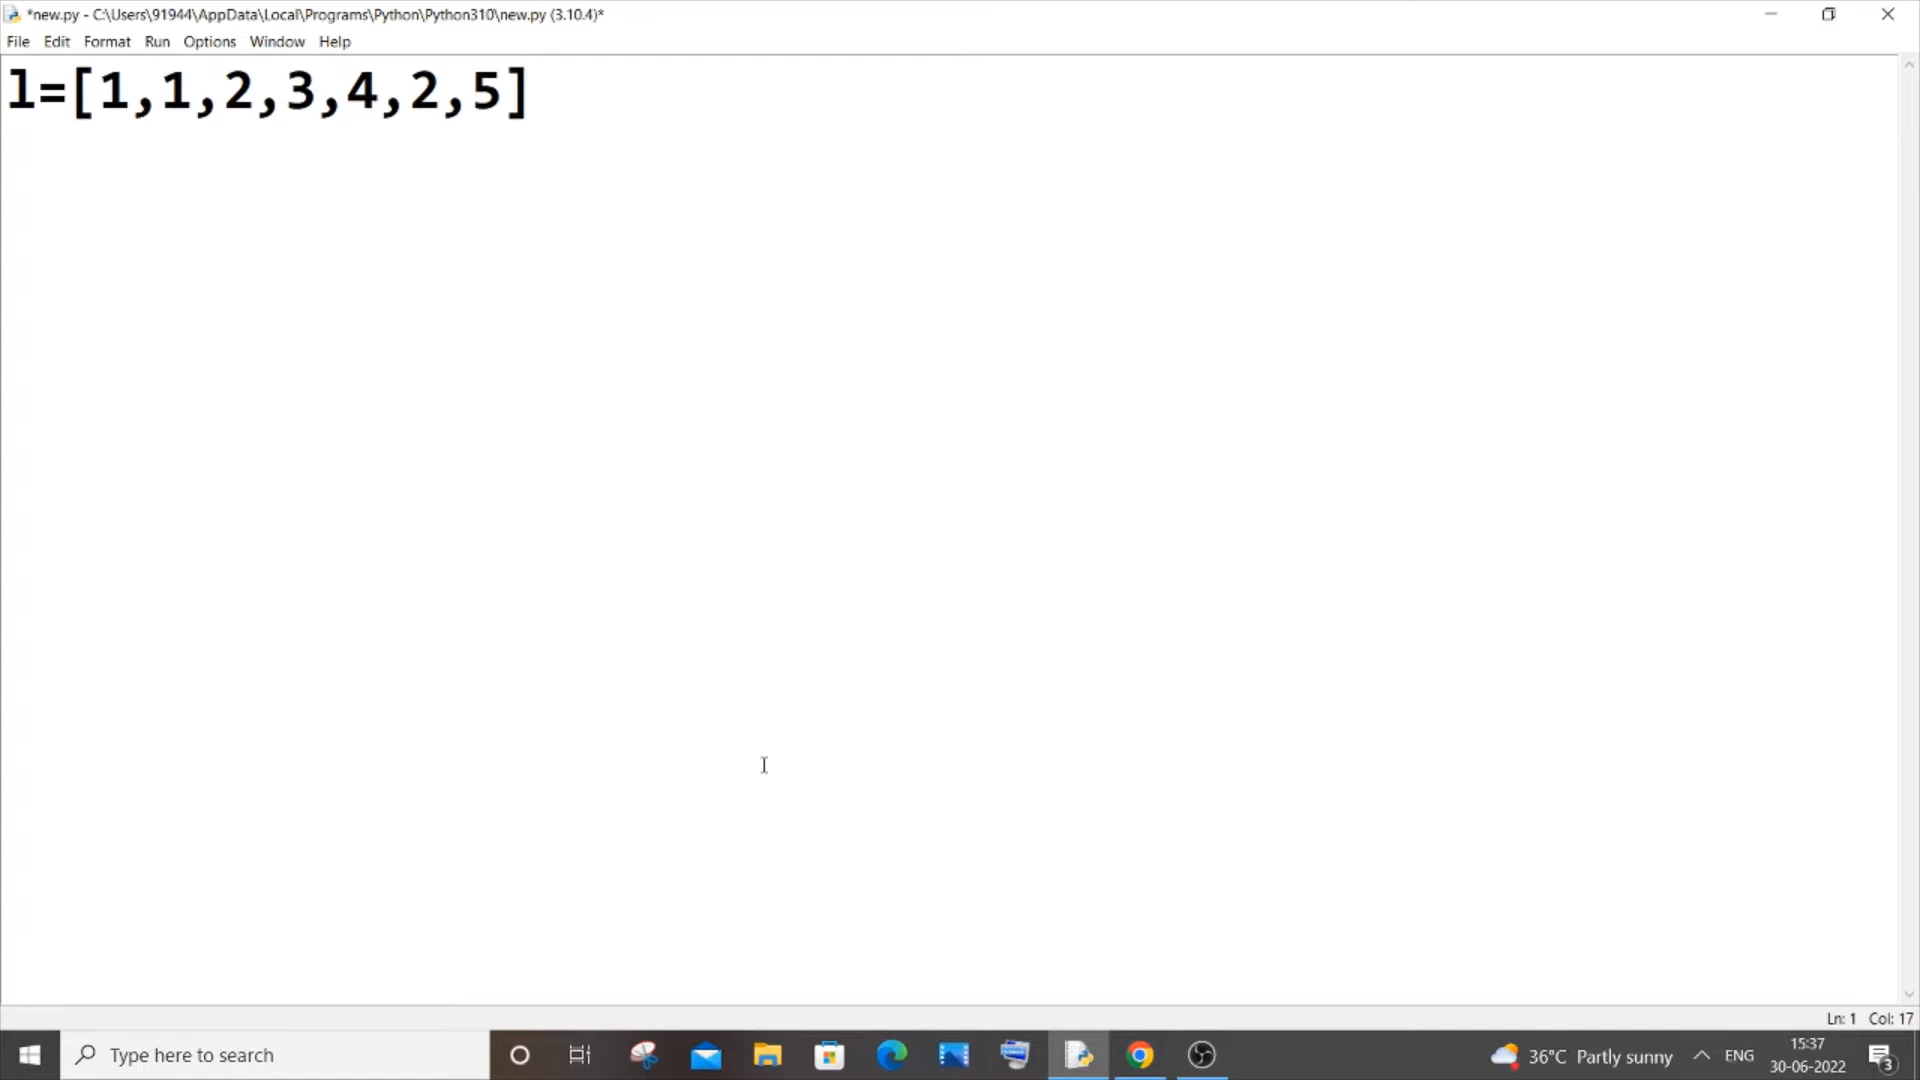 *new.py - C:\Users\91944\AppData\Local\Programs\Python\Python310\new.py (3.10.4)*
File Edit Format Run Options Window Help
l=[1,1,2,3,4,2,5]
Ln: 1 Col: 17
Type here to search
36°C Partly sunny
ENG
15:37
30-06-2022
3